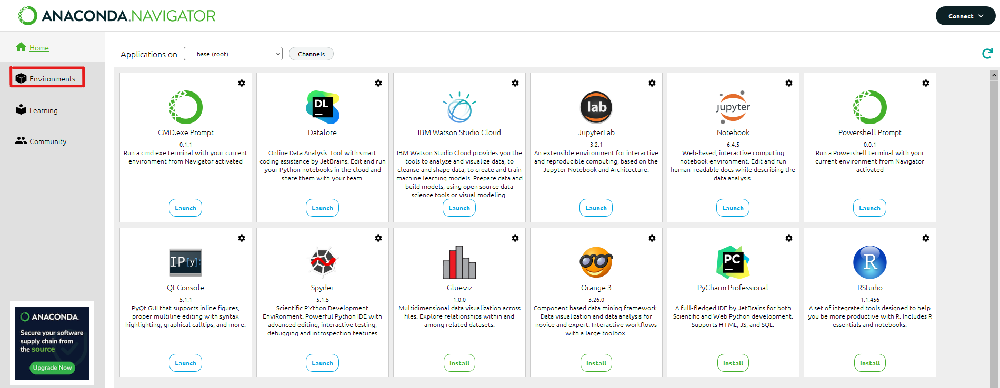 ANACONDA.NAVIGATOR
Connect
Home
Environments
Learning
Community
Applications on
base (root)
Channels
CMD.exe Prompt
0.1.1
Run a cmd.exe terminal with your current
environment from Navigator activated
Launch
DL
Datalore
Online Data Analysis Tool with smart
coding assistance by JetBrains. Edit and run
your Python notebooks in the cloud and
share them with your team.
Launch
IBM Watson Studio Cloud
IBM Watson Studio Cloud provides you the
tools to analyze and visualize data, to
cleanse and shape data, to create and train
machine learning models. Prepare data and
build models, using open source data
science tools or visual modeling.
Launch
lab
JupyterLab
3.2.1
An extensible environment for interactive
and reproducible computing, based on the
Jupyter Notebook and Architecture.
Launch
jupyter
Notebook
6.4.5
Web-based, interactive computing
notebook environment. Edit and run
human-readable docs while describing the
data analysis.
Launch
Powershell Prompt
0.0.1
Run a Powershell terminal with your
current environment from Navigator
activated
Launch
IP[y]:
Qt Console
5.1.1
PyQt GUI that supports inline figures,
proper multiline editing with syntax
highlighting, graphical calltips, and more.
Launch
Spyder
5.1.5
Scientific PYthon Development
EnviRonment. Powerful Python IDE with
advanced editing, interactive testing,
debugging and introspection features
Launch
Glueviz
1.0.0
Multidimensional data visualization across
files. Explore relationships within and
among related datasets.
Install
Orange 3
3.26.0
Component based data mining framework.
Data visualization and data analysis for
novice and expert. Interactive workflows
with a large toolbox.
Install
PC
PyCharm Professional
A full-fledged IDE by JetBrains for both
Scientific and Web Python development.
Supports HTML, JS, and SQL.
Install
R
RStudio
1.1.456
A set of integrated tools designed to help
you be more productive with R. Includes R
essentials and notebooks.
Install
ANACONDA.
Secure your software
supply chain from
the source
Upgrade Now